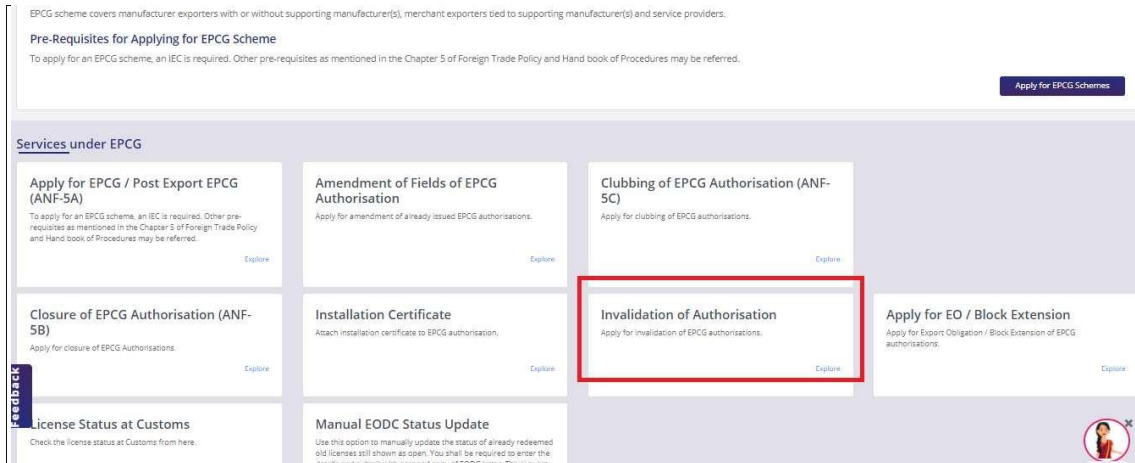 EPCG scheme covers manufacturer exporters with or without supporting manufacturer(s), merchant exporters tied to supporting manufacturer(s) and service providers.
Pre-Requisites for Applying for EPCG Scheme
To apply for an EPCG scheme, an IEC is required. Other pre-requisites as mentioned in the Chapter 5 of Foreign Trade Policy and Hand book of Procedures may be referred.
Apply for EPCG Schemes
Services under EPCG
Apply for EPCG / Post Export EPCG
(ANF-5A)
To apply for an EPCG scheme, an IEC is required. Other pre-
requisites as mentioned in the Chapter 5 of Foreign Trade Policy
and Hand book of Procedures may be referred.
Explore
Amendment of Fields of EPCG
Authorisation
Apply for amendment of already issued EPCG authorisations.
Explore
Clubbing of EPCG Authorisation (ANF-
5C)
Apply for clubbing of EPCG authorisations.
Explore
Closure of EPCG Authorisation (ANF-
5B)
Apply for closure of EPCG Authorisations.
Explore
Installation Certificate
Attach installation certificate to EPCG authorisation.
Explore
Invalidation of Authorisation
Apply for invalidation of EPCG authorisations.
Explore
Apply for EO / Block Extension
Apply for Export Obligation / Block Extension of EPCG
authorisations.
Explore
Feedback
License Status at Customs
Check the license status at Customs from here.
Manual EODC Status Update
Use this option to manually update the status of already redeemed
old licenses still shown as open. You shall be required to enter the